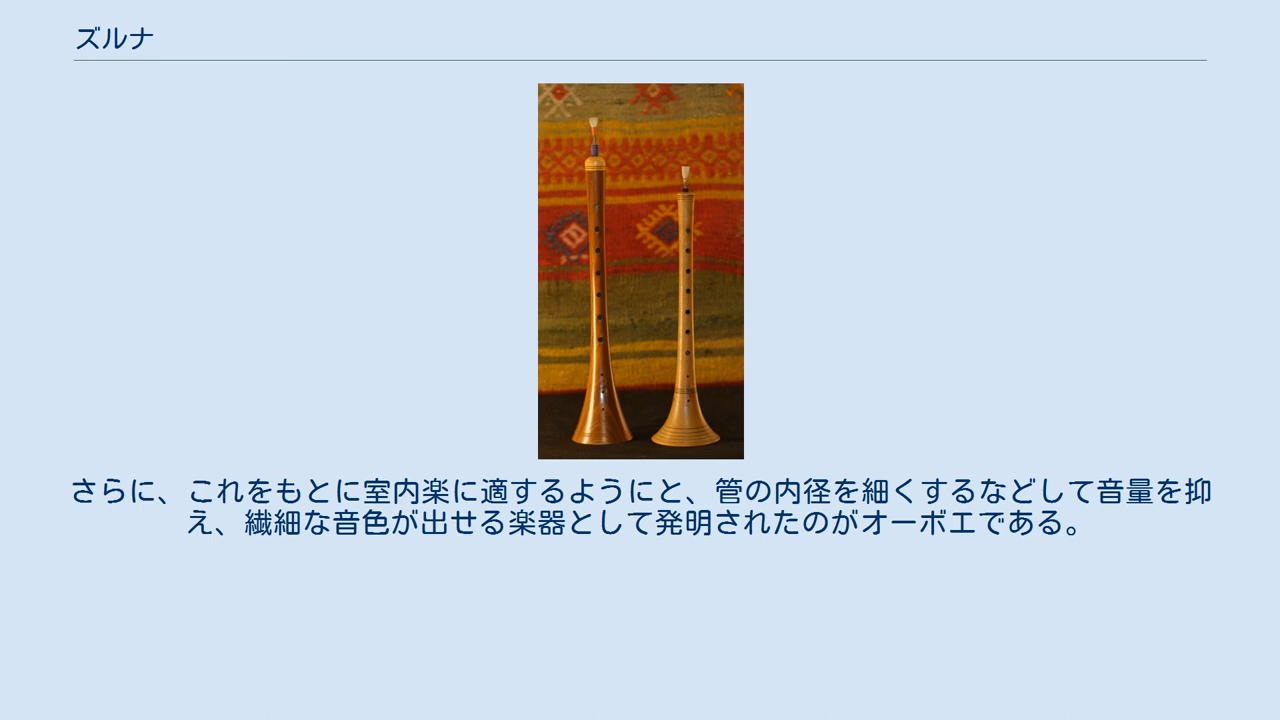 ズルナ
さらに、これをもとに室内楽に適するようにと、管の内径を細くするなどして音量を抑
え、繊細な音色が出せる楽器として発明されたのがオーボエである。